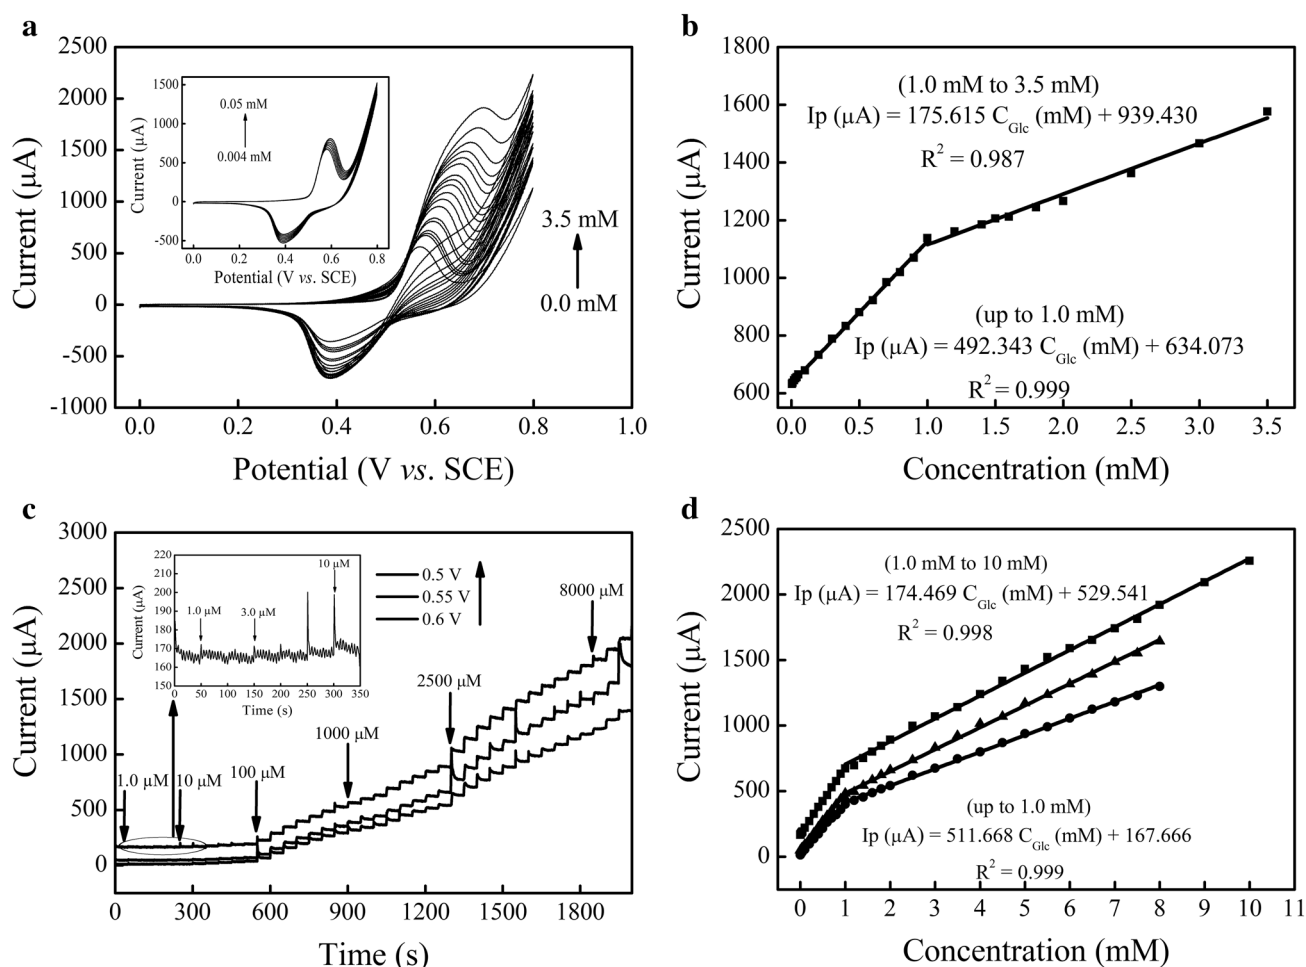 a
2500
2000
1500
1000
500
0
-500
-1000
0.0 0.2 0.4 0.6 0.8 1.0
Current (μA)
Potential (V vs. SCE)
1500
1000
500
0
-500
0.0 0.2 0.4 0.6 0.8
Current (μA)
Potential (V vs. SCE)
0.05 mM
0.004 mM
3.5 mM
0.0 mM
b
1800
1600
1400
1200
1000
800
600
0.0 0.5 1.0 1.5 2.0 2.5 3.0 3.5
Current (μA)
Concentration (mM)
(1.0 mM to 3.5 mM)
Ip (μA) = 175.615 C_Glc (mM) + 939.430
R² = 0.987
(up to 1.0 mM)
Ip (μA) = 492.343 C_Glc (mM) + 634.073
R² = 0.999
c
3000
2500
2000
1500
1000
500
0
0 300 600 900 1200 1500 1800
Current (μA)
Time (s)
220
210
200
190
180
170
160
150
0 50 100 150 200 250 300 350
Current (μA)
Time (s)
1.0 μM
3.0 μM
10 μM
0.5 V
0.55 V
0.6 V
1.0 μM
10 μM
100 μM
1000 μM
2500 μM
8000 μM
d
2500
2000
1500
1000
500
0
0 1 2 3 4 5 6 7 8 9 10 11
Current (μA)
Concentration (mM)
(1.0 mM to 10 mM)
Ip (μA) = 174.469 C_Glc (mM) + 529.541
R² = 0.998
(up to 1.0 mM)
Ip (μA) = 511.668 C_Glc (mM) + 167.666
R² = 0.999